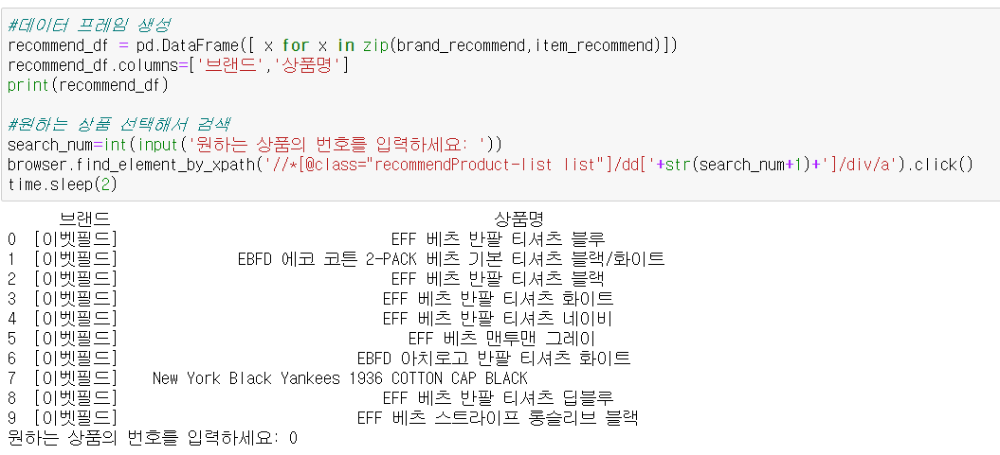 #데이터 프레임 생성
recommend_df = pd.DataFrame([ x for x in zip(brand_recommend,item_recommend)])
recommend_df.columns=['브랜드','상품명']
print(recommend_df)
#원하는 상품 선택해서 검색
search_num=int(input('원하는 상품의 번호를 입력하세요: '))
browser.find_element_by_xpath('//*[@class="recommendProduct-list list"]/dd['+str(search_num+1)+']/div/a').click()
time.sleep(2)
브랜드 상품명
0 [이벳필드] EFF 베츠 반팔 티셔츠 블루
1 [이벳필드] EBFD 에코 코튼 2-PACK 베츠 기본 티셔츠 블랙/화이트
2 [이벳필드] EFF 베츠 반팔 티셔츠 블랙
3 [이벳필드] EFF 베츠 반팔 티셔츠 화이트
4 [이벳필드] EFF 베츠 반팔 티셔츠 네이비
5 [이벳필드] EFF 베츠 맨투맨 그레이
6 [이벳필드] EBFD 아치로고 반팔 티셔츠 화이트
7 [이벳필드] New York Black Yankees 1936 COTTON CAP BLACK
8 [이벳필드] EFF 베츠 반팔 티셔츠 딥블루
9 [이벳필드] EFF 베츠 스트라이프 롱슬리브 블랙
원하는 상품의 번호를 입력하세요: 0